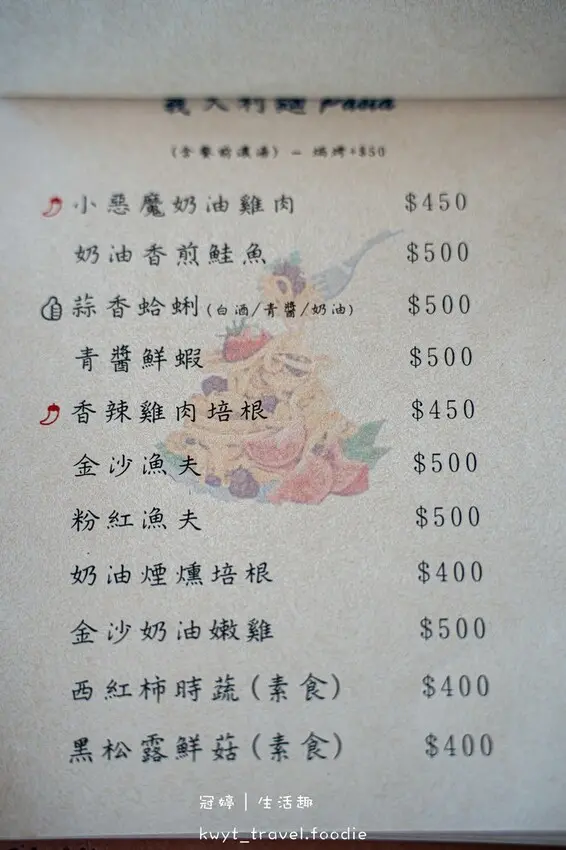 義大利麵 Pasta
(含餐前濃湯) - 焗烤+$50
小惡魔奶油雞肉 $450
奶油香煎鮭魚 $500
蒜香蛤蜊(白酒/青醬/奶油) $500
青醬鮮蝦 $500
香辣雞肉培根 $450
金沙漁夫 $500
粉紅漁夫 $500
奶油煙燻培根 $400
金沙奶油嫩雞 $500
西紅柿時蔬(素食) $400
黑松露鮮菇(素食) $400
冠婷|生活趣
kwyt_travel.foodie